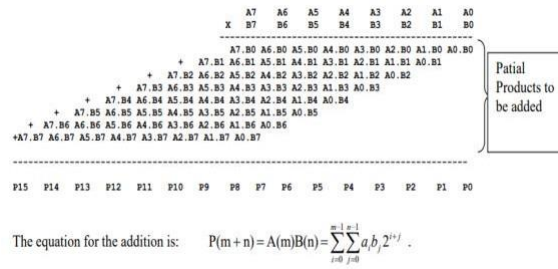 A7 A6 A5 A4 A3 A2 A1 A0
X B7 B6 B5 B4 B3 B2 B1 B0
A7.B0 A6.B0 A5.B0 A4.B0 A3.B0 A2.B0 A1.B0 A0.B0
+ A7.B1 A6.B1 A5.B1 A4.B1 A3.B1 A2.B1 A1.B1 A0.B1
+ A7.B2 A6.B2 A5.B2 A4.B2 A3.B2 A2.B2 A1.B2 A0.B2
+ A7.B3 A6.B3 A5.B3 A4.B3 A3.B3 A2.B3 A1.B3 A0.B3
+ A7.B4 A6.B4 A5.B4 A4.B4 A3.B4 A2.B4 A1.B4 A0.B4
+ A7.B5 A6.B5 A5.B5 A4.B5 A3.B5 A2.B5 A1.B5 A0.B5
+ A7.B6 A6.B6 A5.B6 A4.B6 A3.B6 A2.B6 A1.B6 A0.B6
+A7.B7 A6.B7 A5.B7 A4.B7 A3.B7 A2.B7 A1.B7 A0.B7
Patial
Products to
be added
P15 P14 P13 P12 P11 P10 P9 P8 P7 P6 P5 P4 P3 P2 P1 P0
The equation for the addition is: P(m+n)=A(m)B(n)=∑_{i=0}^{m-1}∑_{j=0}^{n-1}a_i b_j 2^{i+j} .